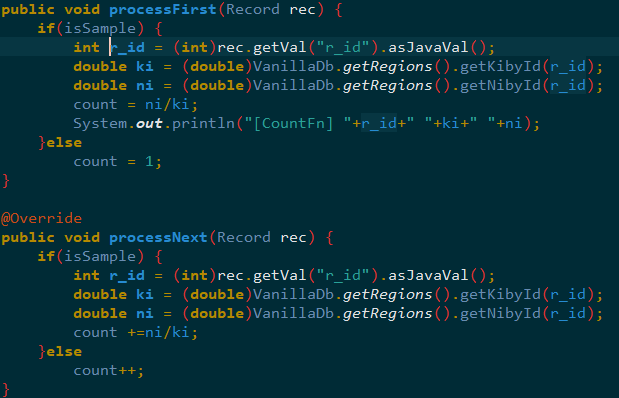 public void processFirst(Record rec) {
    if(isSample) {
        int r_id = (int)rec.getVal("r_id").asJavaVal();
        double ki = (double)VanillaDb.getRegions().getKibyId(r_id);
        double ni = (double)VanillaDb.getRegions().getNibyId(r_id);
        count = ni/ki;
        System.out.println("[CountFn] "+r_id+" "+ki+" "+ni);
    }else
        count = 1;
}
@Override
public void processNext(Record rec) {
    if(isSample) {
        int r_id = (int)rec.getVal("r_id").asJavaVal();
        double ki = (double)VanillaDb.getRegions().getKibyId(r_id);
        double ni = (double)VanillaDb.getRegions().getNibyId(r_id);
        count +=ni/ki;
    }else
        count++;
}